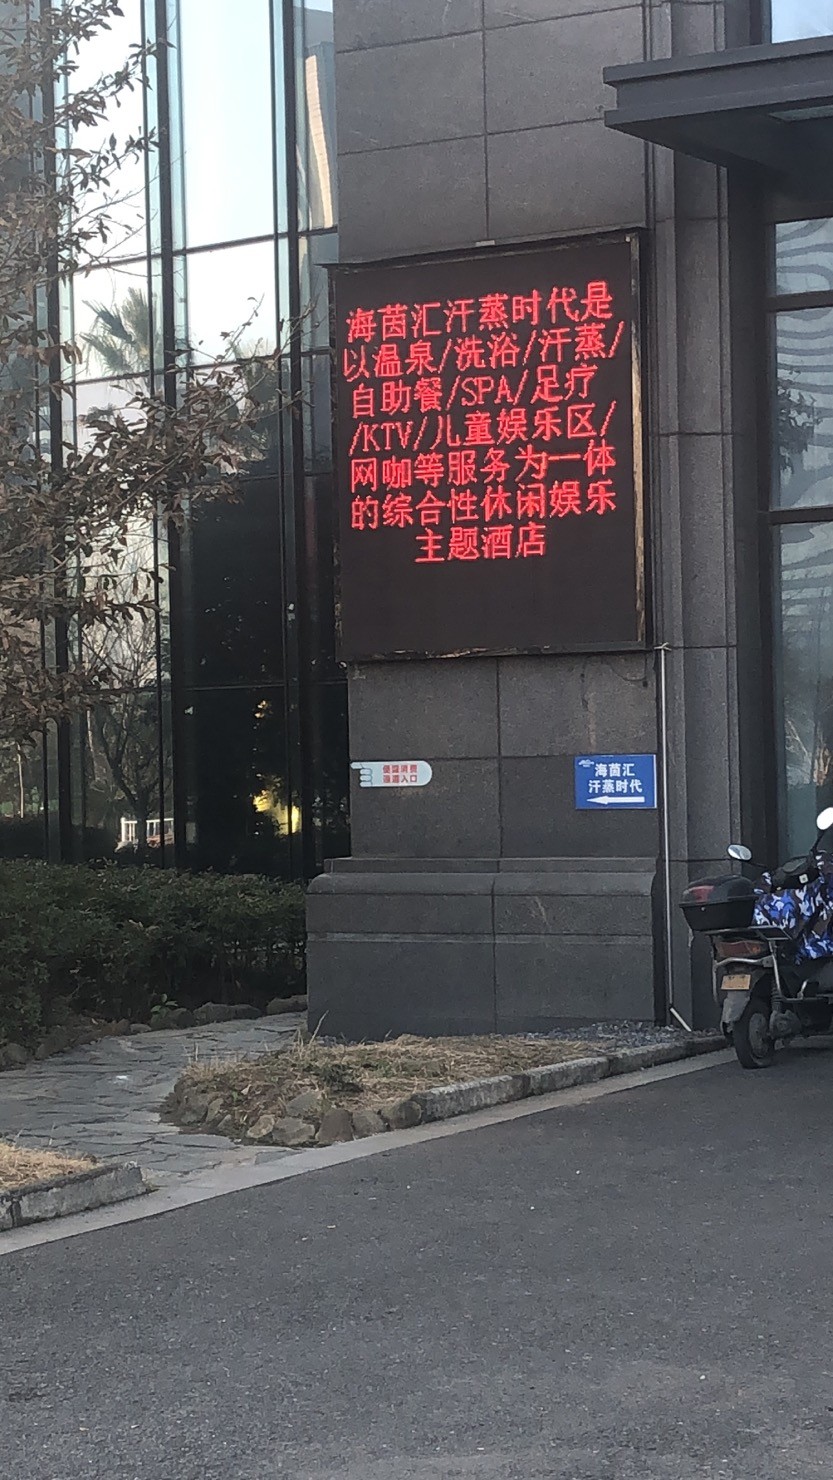 海茵汇汗蒸时代是
以温泉/洗浴/汗蒸/
自助餐/SPA/足疗
/KTV/儿童娱乐区/
网咖等服务为一体
的综合性休闲娱乐
主题酒店
海茵汇
汗蒸时代